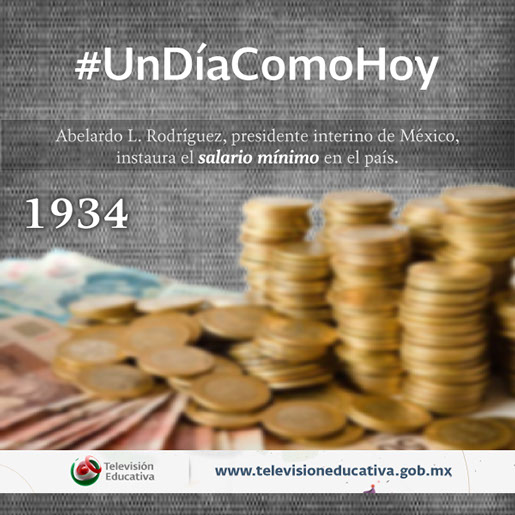 #UnDíaComoHoy
Abelardo L. Rodríguez, presidente interino de México,
instaura el salario mínimo en el país.
1934
Televisión
Educativa
www.televisioneducativa.gob.mx